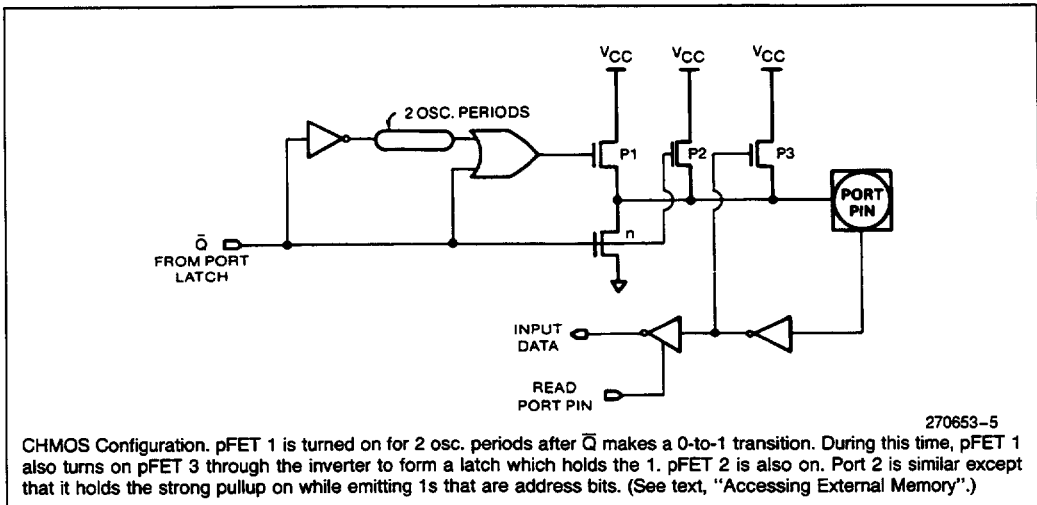 VCC VCC VCC
2 OSC. PERIODS
P1 P2 P3
PORT
PIN
n
Q̄
FROM PORT
LATCH
INPUT
DATA
READ
PORT PIN
270653–5
CHMOS Configuration. pFET 1 is turned on for 2 osc. periods after Q̄ makes a 0-to-1 transition. During this time, pFET 1
also turns on pFET 3 through the inverter to form a latch which holds the 1. pFET 2 is also on. Port 2 is similar except
that it holds the strong pullup on while emitting 1s that are address bits. (See text, "Accessing External Memory".)